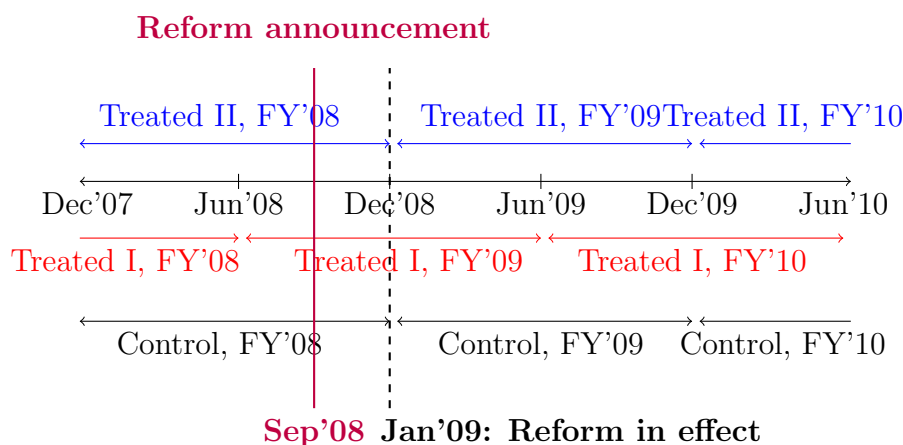 Reform announcement
Treated II, FY'08 Treated II, FY'09 Treated II, FY'10
Dec'07 Jun'08 Dec'08 Jun'09 Dec'09 Jun'10
Treated I, FY'08 Treated I, FY'09 Treated I, FY'10
Control, FY'08 Control, FY'09 Control, FY'10
Sep'08 Jan'09: Reform in effect